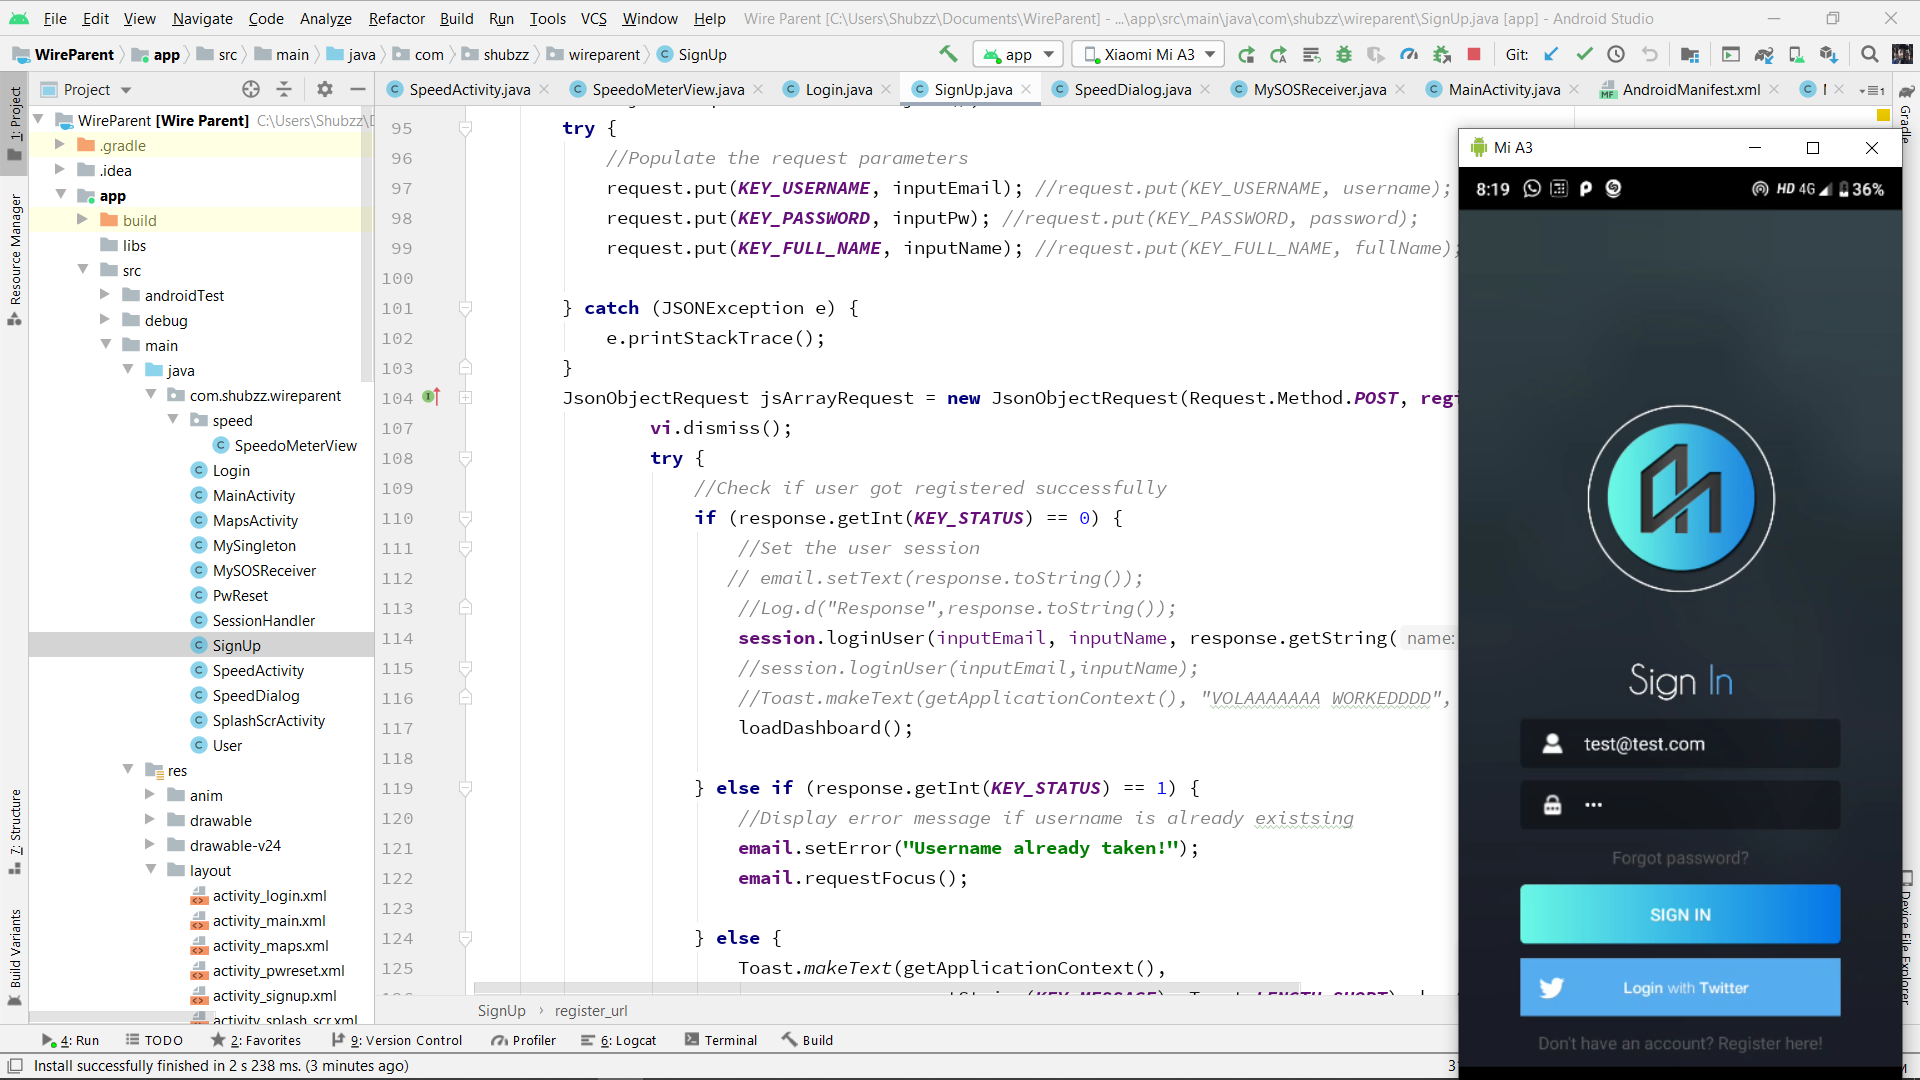 File Edit View Navigate Code Analyze Refactor Build Run Tools VCS Window Help Wire Parent [C:\Users\Shubzz\Documents\WireParent] - ...\app\src\main\java\com\shubzz\wireparent\SignUp.java [app] - Android Studio
WireParent app src main java com shubzz wireparent SignUp app Xiaomi Mi A3 Git:
Project SpeedActivity.java SpeedoMeterView.java Login.java SignUp.java SpeedDialog.java MySOSReceiver.java MainActivity.java AndroidManifest.xml
1: Project
Resource Manager
7: Structure
Build Variants
WireParent [Wire Parent] C:\Users\Shubzz\
.gradle
.idea
app
build
libs
src
androidTest
debug
main
java
com.shubzz.wireparent
speed
SpeedoMeterView
Login
MainActivity
MapsActivity
MySingleton
MySOSReceiver
PwReset
SessionHandler
SignUp
SpeedActivity
SpeedDialog
SplashScrActivity
User
res
anim
drawable
drawable-v24
layout
activity_login.xml
activity_main.xml
activity_maps.xml
activity_pwreset.xml
activity_signup.xml
activity_splash_scr.xml
95 try {
96 //Populate the request parameters
97 request.put(KEY_USERNAME, inputEmail); //request.put(KEY_USERNAME, username);
98 request.put(KEY_PASSWORD, inputPw); //request.put(KEY_PASSWORD, password);
99 request.put(KEY_FULL_NAME, inputName); //request.put(KEY_FULL_NAME, fullName);
100
101 } catch (JSONException e) {
102 e.printStackTrace();
103 }
104 JsonObjectRequest jsArrayRequest = new JsonObjectRequest(Request.Method.POST, regi
107 vi.dismiss();
108 try {
109 //Check if user got registered successfully
110 if (response.getInt(KEY_STATUS) == 0) {
111 //Set the user session
112 // email.setText(response.toString());
113 //Log.d("Response",response.toString());
114 session.loginUser(inputEmail, inputName, response.getString( name:
115 //session.loginUser(inputEmail,inputName);
116 //Toast.makeText(getApplicationContext(), "VOLAAAAAAA WORKEDDDD",
117 loadDashboard();
118
119 } else if (response.getInt(KEY_STATUS) == 1) {
120 //Display error message if username is already existsing
121 email.setError("Username already taken!");
122 email.requestFocus();
123
124 } else {
125 Toast.makeText(getApplicationContext(),
SignUp › register_url
Mi A3
8:19 HD 4G 36%
Sign In
test@test.com
•••
Forgot password?
SIGN IN
Login with Twitter
Don't have an account? Register here!
Gradle
Device File Explorer
4: Run TODO 2: Favorites 9: Version Control Profiler 6: Logcat Terminal Build
Install successfully finished in 2 s 238 ms. (3 minutes ago)